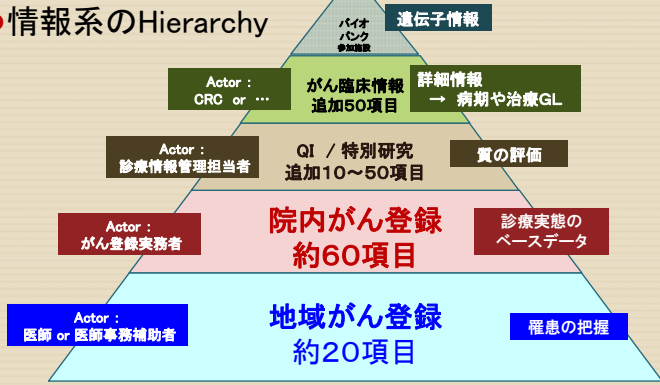 情報系のHierarchy
バイオ
バンク
参加施設
遺伝子情報
Actor：
CRC or …
がん臨床情報
追加50項目
詳細情報
→ 病期や治療GL
Actor：
診療情報管理担当者
QI / 特別研究
追加10～50項目
質の評価
Actor：
がん登録実務者
院内がん登録
約60項目
診療実態の
ベースデータ
Actor：
医師 or 医師事務補助者
地域がん登録
約20項目
罹患の把握